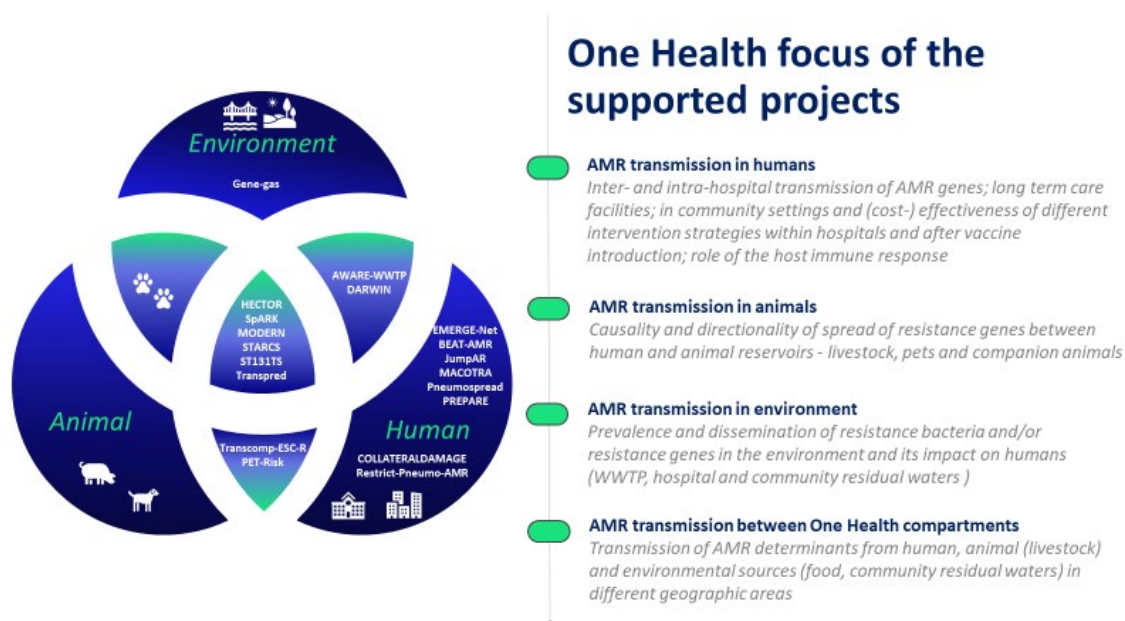 One Health focus of the
supported projects
Environment
Gene-gas
AWARE-WWTP
DARWIN
HECTOR
SpARK
MODERN
STARCS
ST131TS
Transpred
EMERGE-Net
BEAT-AMR
JumpAR
MACOTRA
Pneumospread
PREPARE
Animal
Human
Transcomp-ESC-R
PET-Risk
COLLATERALDAMAGE
Restrict-Pneumo-AMR
AMR transmission in humans
Inter- and intra-hospital transmission of AMR genes; long term care
facilities; in community settings and (cost-) effectiveness of different
intervention strategies within hospitals and after vaccine
introduction; role of the host immune response
AMR transmission in animals
Causality and directionality of spread of resistance genes between
human and animal reservoirs - livestock, pets and companion animals
AMR transmission in environment
Prevalence and dissemination of resistance bacteria and/or
resistance genes in the environment and its impact on humans
(WWTP, hospital and community residual waters )
AMR transmission between One Health compartments
Transmission of AMR determinants from human, animal (livestock)
and environmental sources (food, community residual waters) in
different geographic areas